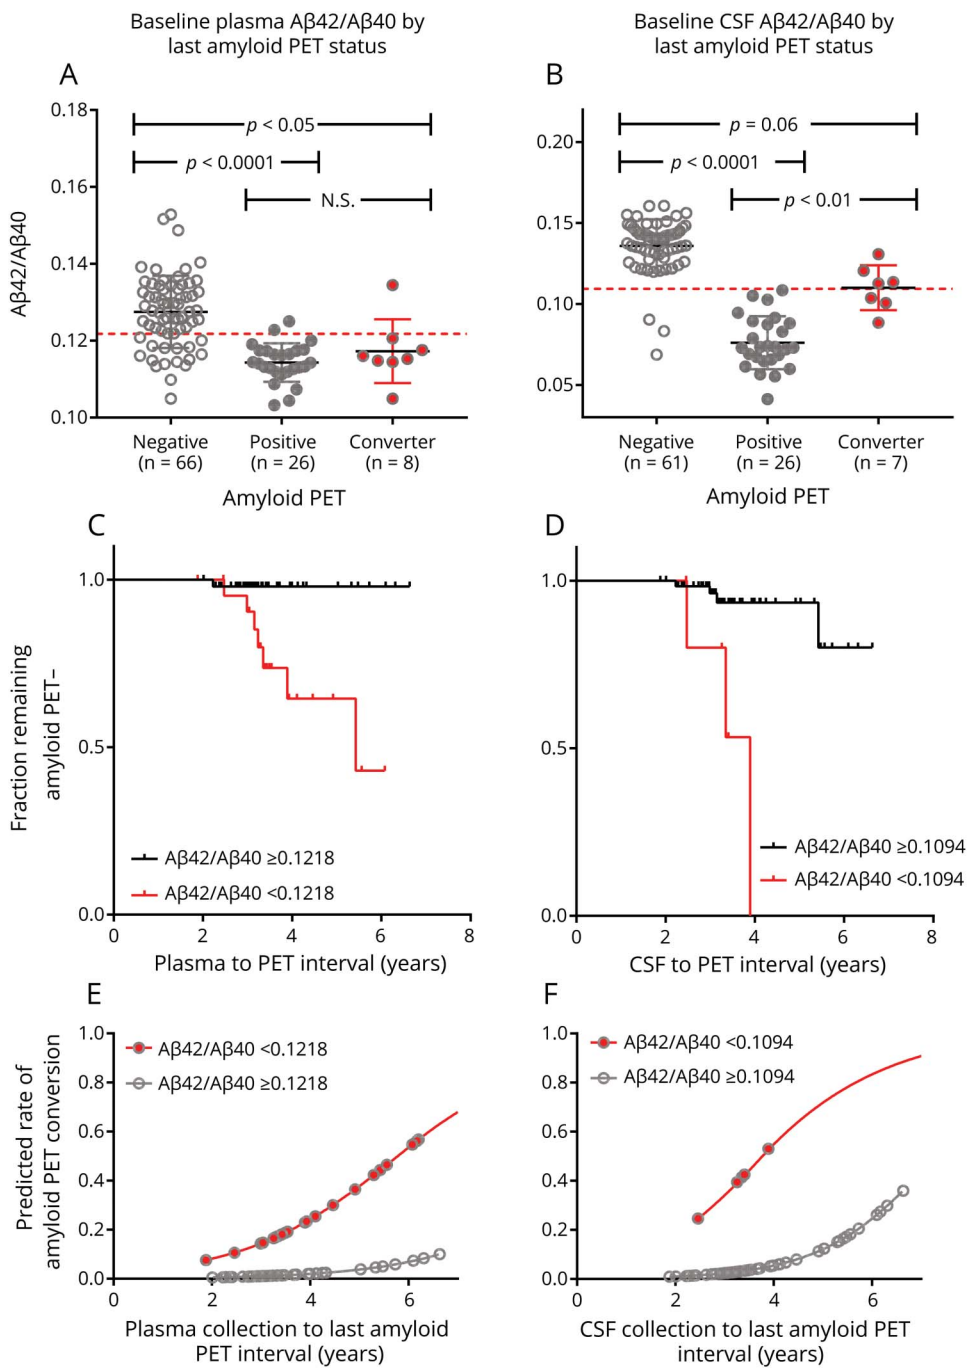 Baseline plasma Aβ42/Aβ40 by
last amyloid PET status
Baseline CSF Aβ42/Aβ40 by
last amyloid PET status
A
Aβ42/Aβ40
0.18
0.16
0.14
0.12
0.10
p < 0.05
p < 0.0001
N.S.
Negative
(n = 66)
Positive
(n = 26)
Converter
(n = 8)
Amyloid PET
B
0.20
0.15
0.10
0.05
p = 0.06
p < 0.0001
p < 0.01
Negative
(n = 61)
Positive
(n = 26)
Converter
(n = 7)
Amyloid PET
C
Fraction remaining
amyloid PET–
1.0
0.5
0.0
Aβ42/Aβ40 ≥0.1218
Aβ42/Aβ40 <0.1218
0 2 4 6 8
Plasma to PET interval (years)
D
1.0
0.5
0.0
Aβ42/Aβ40 ≥0.1094
Aβ42/Aβ40 <0.1094
0 2 4 6 8
CSF to PET interval (years)
E
Predicted rate of
amyloid PET conversion
1.0
0.8
0.6
0.4
0.2
0.0
Aβ42/Aβ40 <0.1218
Aβ42/Aβ40 ≥0.1218
0 2 4 6
Plasma collection to last amyloid
PET interval (years)
F
1.0
0.8
0.6
0.4
0.2
0.0
Aβ42/Aβ40 <0.1094
Aβ42/Aβ40 ≥0.1094
0 2 4 6
CSF collection to last amyloid PET
interval (years)